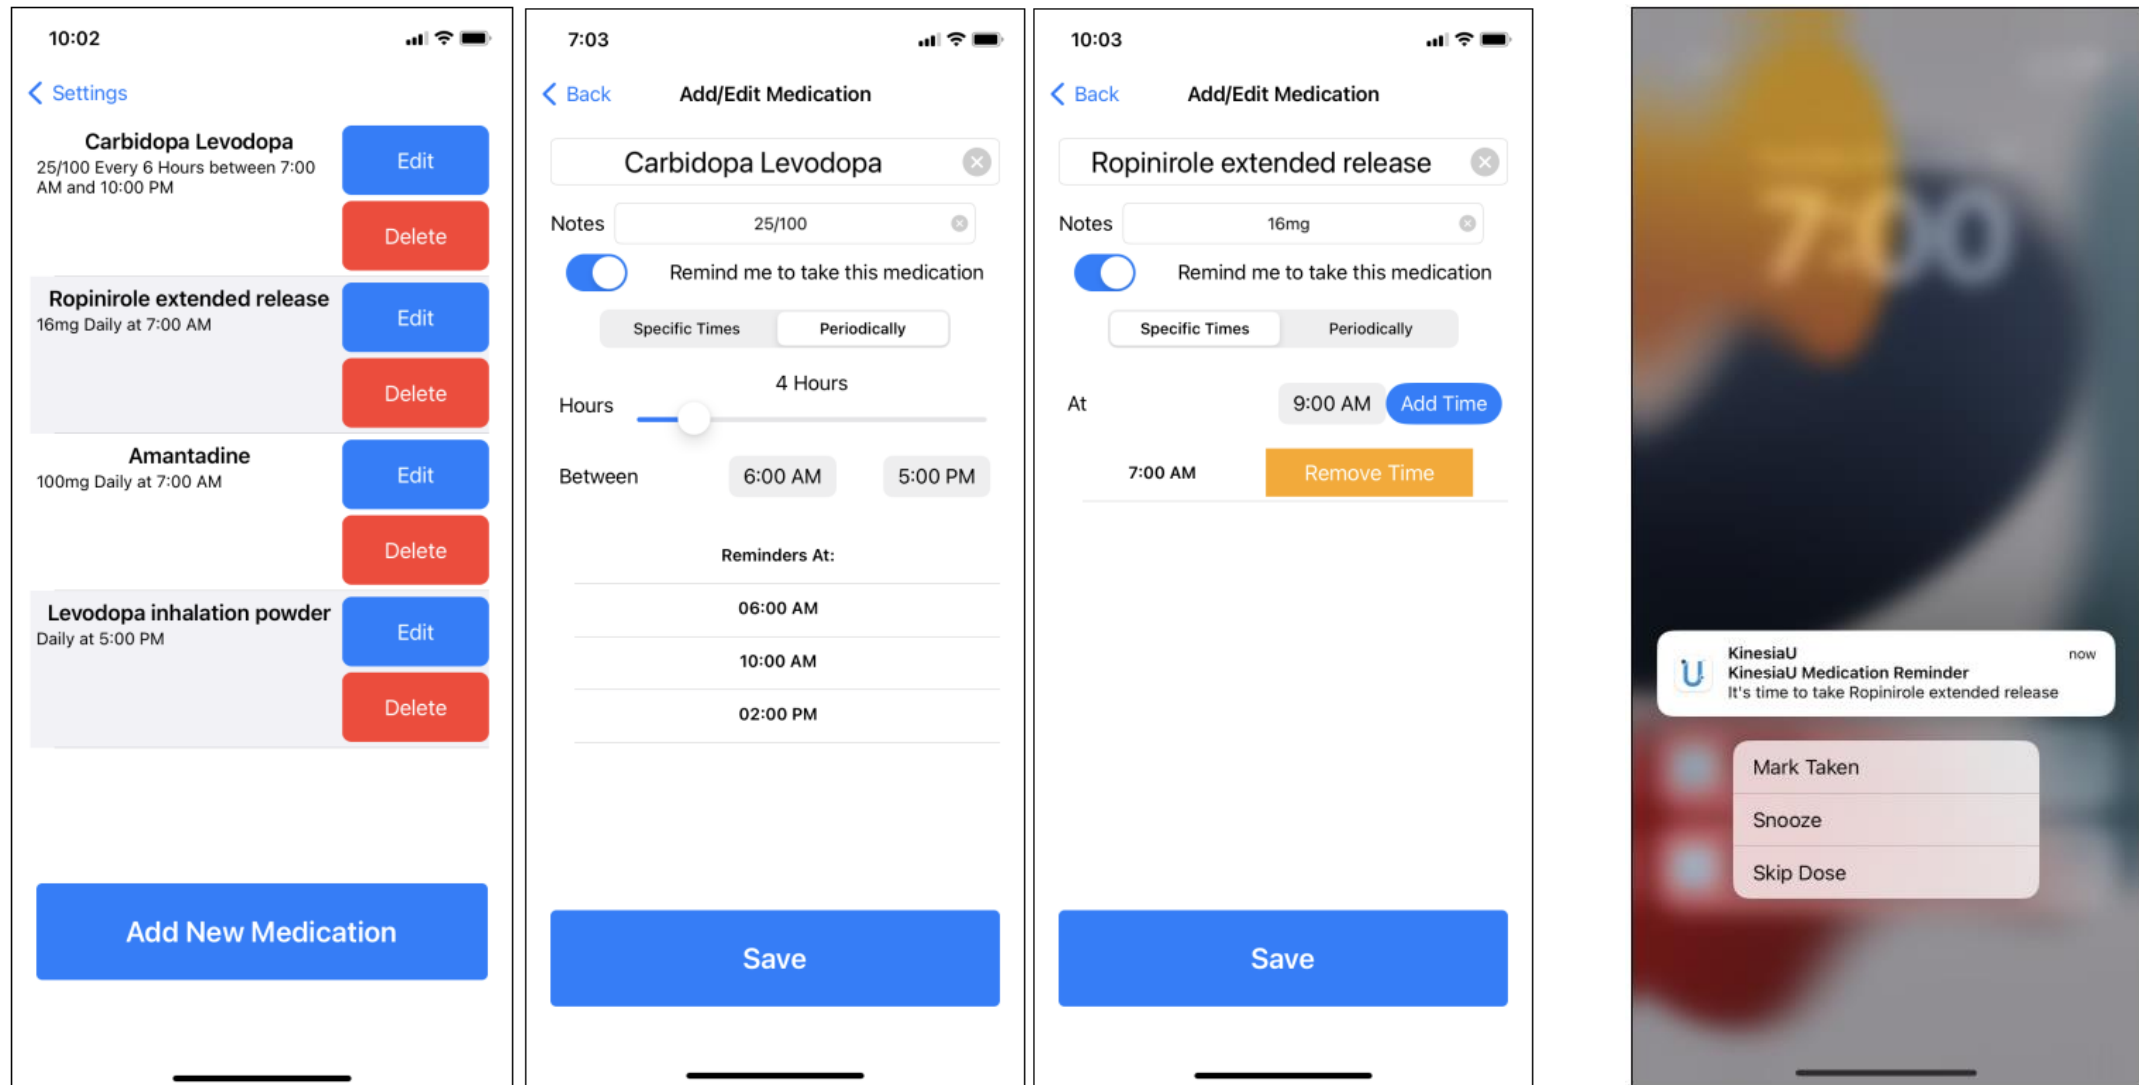 10:02
Settings
Carbidopa Levodopa
25/100 Every 6 Hours between 7:00
AM and 10:00 PM
Edit
Delete
Ropinirole extended release
16mg Daily at 7:00 AM
Edit
Delete
Amantadine
100mg Daily at 7:00 AM
Edit
Delete
Levodopa inhalation powder
Daily at 5:00 PM
Edit
Delete
Add New Medication
7:03
Back
Add/Edit Medication
Carbidopa Levodopa
Notes
25/100
Remind me to take this medication
Specific Times
Periodically
4 Hours
Hours
Between
6:00 AM
5:00 PM
Reminders At:
06:00 AM
10:00 AM
02:00 PM
Save
10:03
Back
Add/Edit Medication
Ropinirole extended release
Notes
16mg
Remind me to take this medication
Specific Times
Periodically
At
9:00 AM
Add Time
7:00 AM
Remove Time
Save
7:00
KinesiaU
now
KinesiaU Medication Reminder
It's time to take Ropinirole extended release
Mark Taken
Snooze
Skip Dose